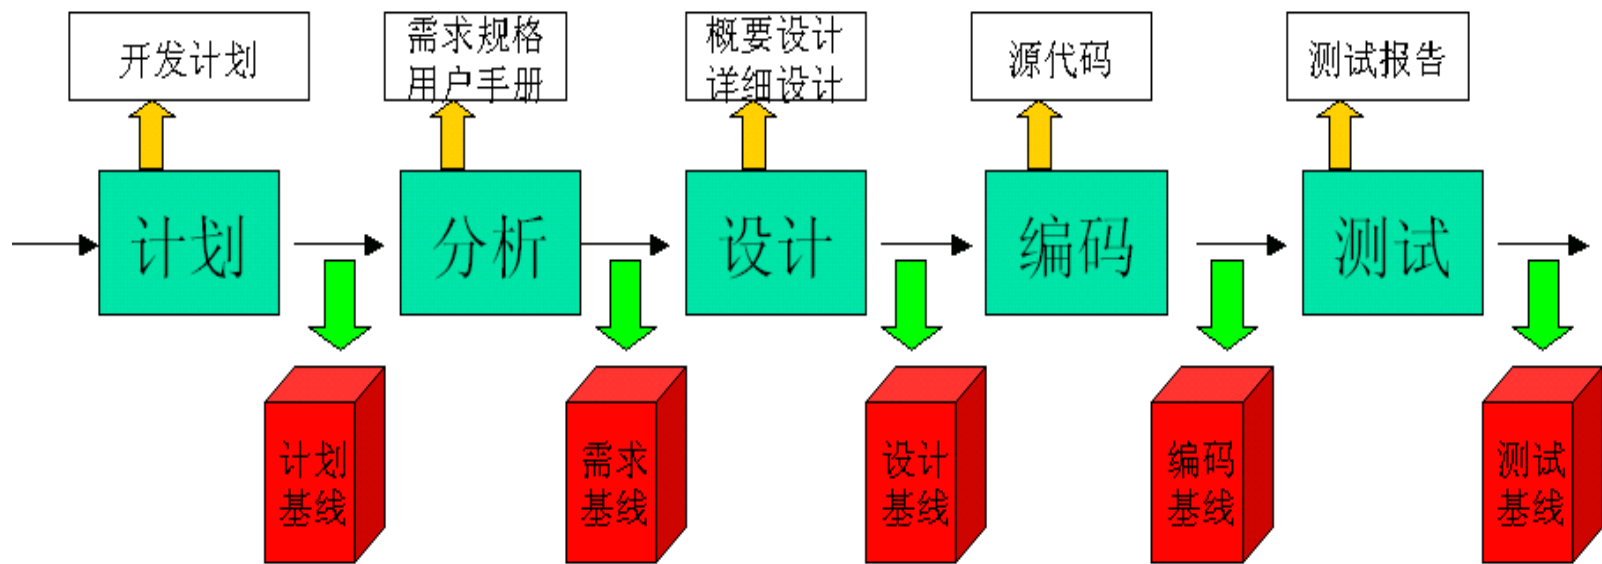 开发计划
需求规格
用户手册
概要设计
详细设计
源代码
测试报告
计划
分析
设计
编码
测试
计划
基线
需求
基线
设计
基线
编码
基线
测试
基线